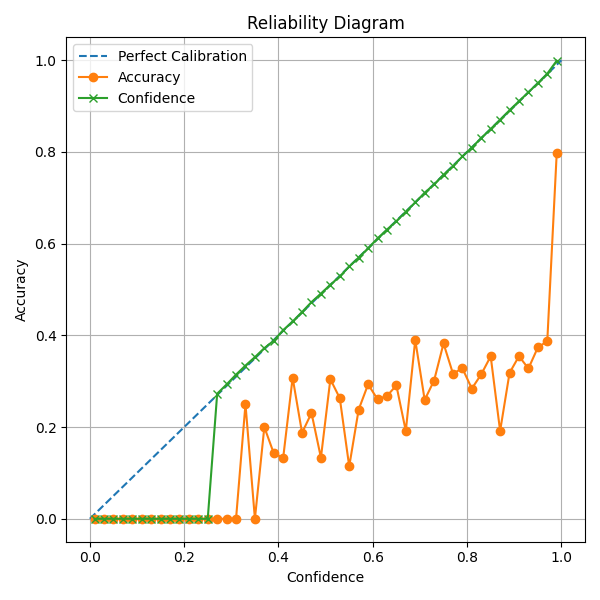 Reliability Diagram
Perfect Calibration
Accuracy
Confidence
Accuracy
1.0
0.8
0.6
0.4
0.2
0.0
0.0 0.2 0.4 0.6 0.8 1.0
Confidence